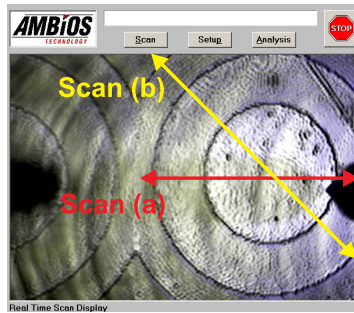 AMBiOS
TECHNOLOGY
Scan
Setup
Analysis
STOP
Scan (b)
Scan (a)
Real Time Scan Display